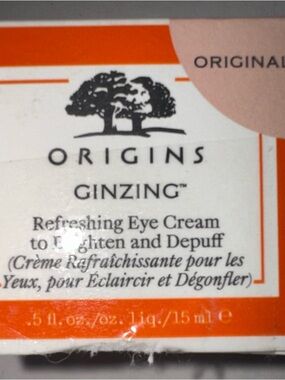 ORIGINAL
ORIGINS
GINZING™
Refreshing Eye Cream
to Brighten and Depuff
(Crème Rafraîchissante pour les
Yeux, pour Éclaircir et Dégonfler)
.5 fl. oz./oz. liq./15 ml ℮